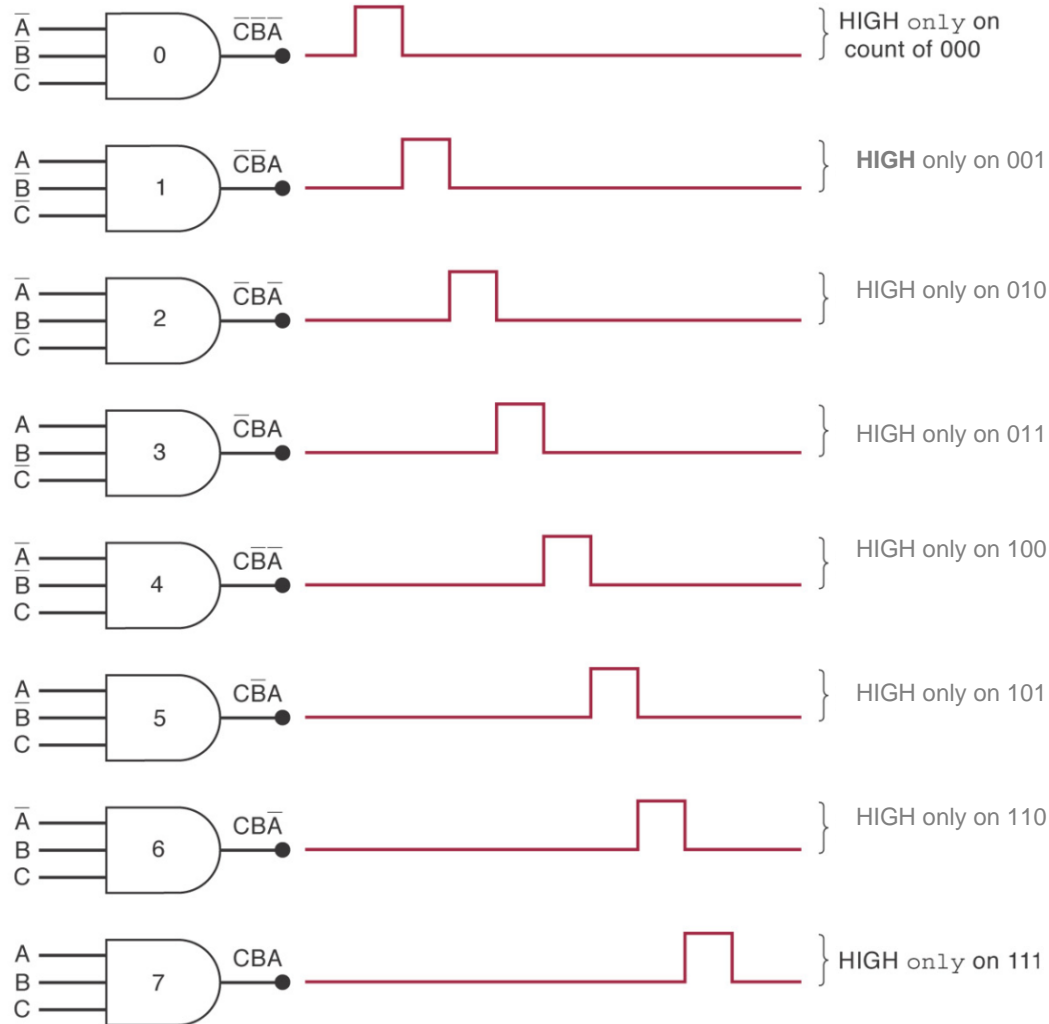 A̅
B̅
C̅
0
C̅B̅A̅
HIGH only on
count of 000
A
B̅
C̅
1
C̅B̅A
HIGH only on 001
A̅
B
C̅
2
C̅BA̅
HIGH only on 010
A
B
C̅
3
C̅BA
HIGH only on 011
A̅
B̅
C
4
CB̅A̅
HIGH only on 100
A
B̅
C
5
CB̅A
HIGH only on 101
A̅
B
C
6
CBA̅
HIGH only on 110
A
B
C
7
CBA
HIGH only on 111